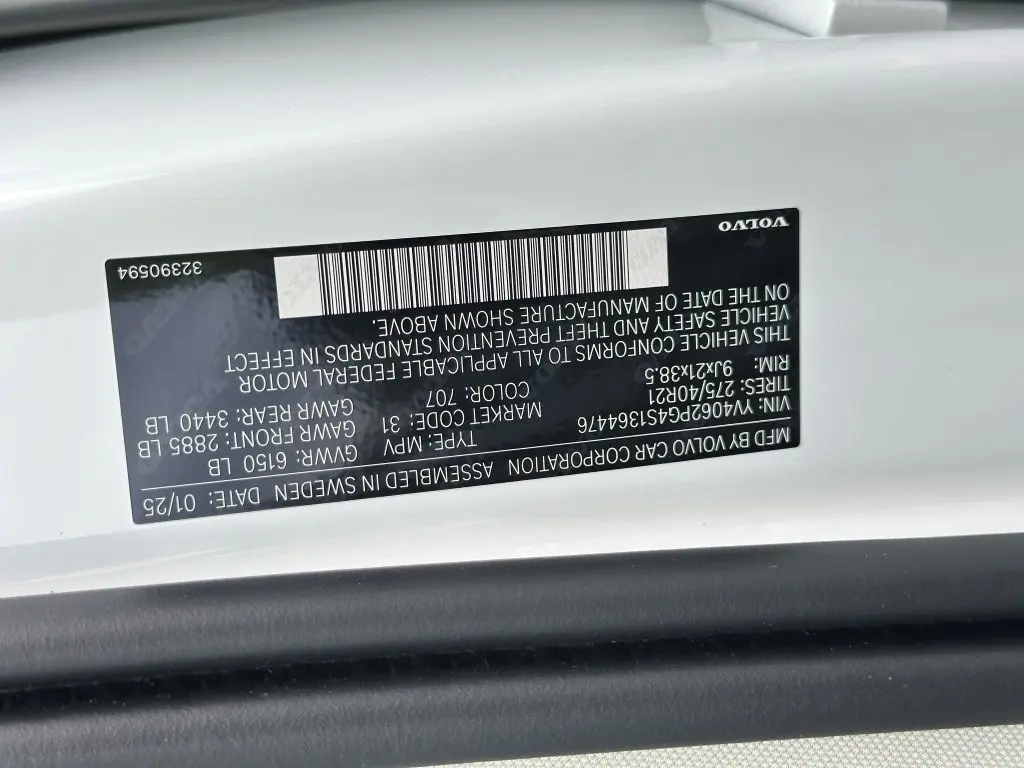 MFD BY VOLVO CAR CORPORATION ASSEMBLED IN SWEDEN DATE: 01/25
VIN: YV4062PC4S1364476 TYPE: MPV GVWR: 6150 LB
TIRES: 275/40R21 MARKET CODE: 31 GAWR FRONT: 2885 LB
RIM: 9Jx21x38.5 COLOR: 707 GAWR REAR: 3440 LB
THIS VEHICLE CONFORMS TO ALL APPLICABLE FEDERAL MOTOR
VEHICLE SAFETY AND THEFT PREVENTION STANDARDS IN EFFECT
ON THE DATE OF MANUFACTURE SHOWN ABOVE.
VOLVO 32390594